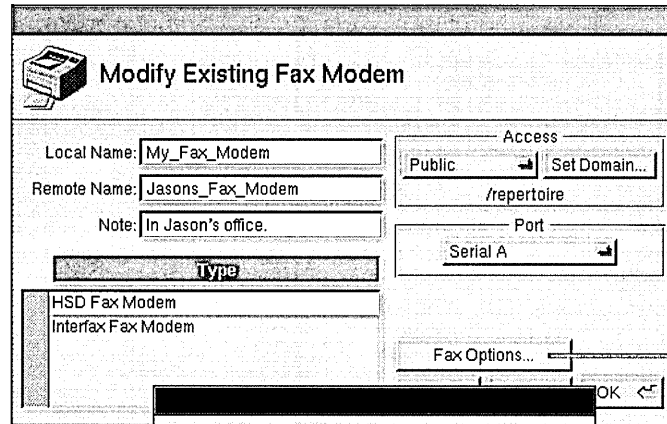 Modify Existing Fax Modem
Local Name: My_Fax_Modem
Remote Name: Jasons_Fax_Modem
Note: In Jason's office.
Type
HSD Fax Modem
Interfax Fax Modem
Access
Public
Set Domain...
/repertoire
Port
Serial A
Fax Options...
OK